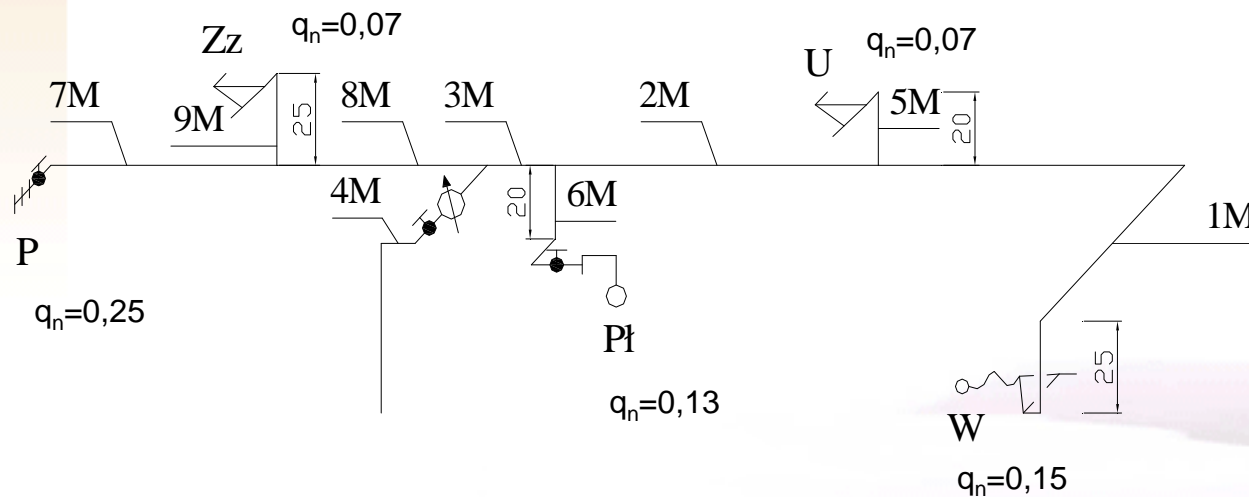 Zz
qn=0,07
U
qn=0,07
7M
9M
25
8M
3M
2M
5M
20
4M
20
6M
1M
P
qn=0,25
Pł
qn=0,13
25
W
qn=0,15